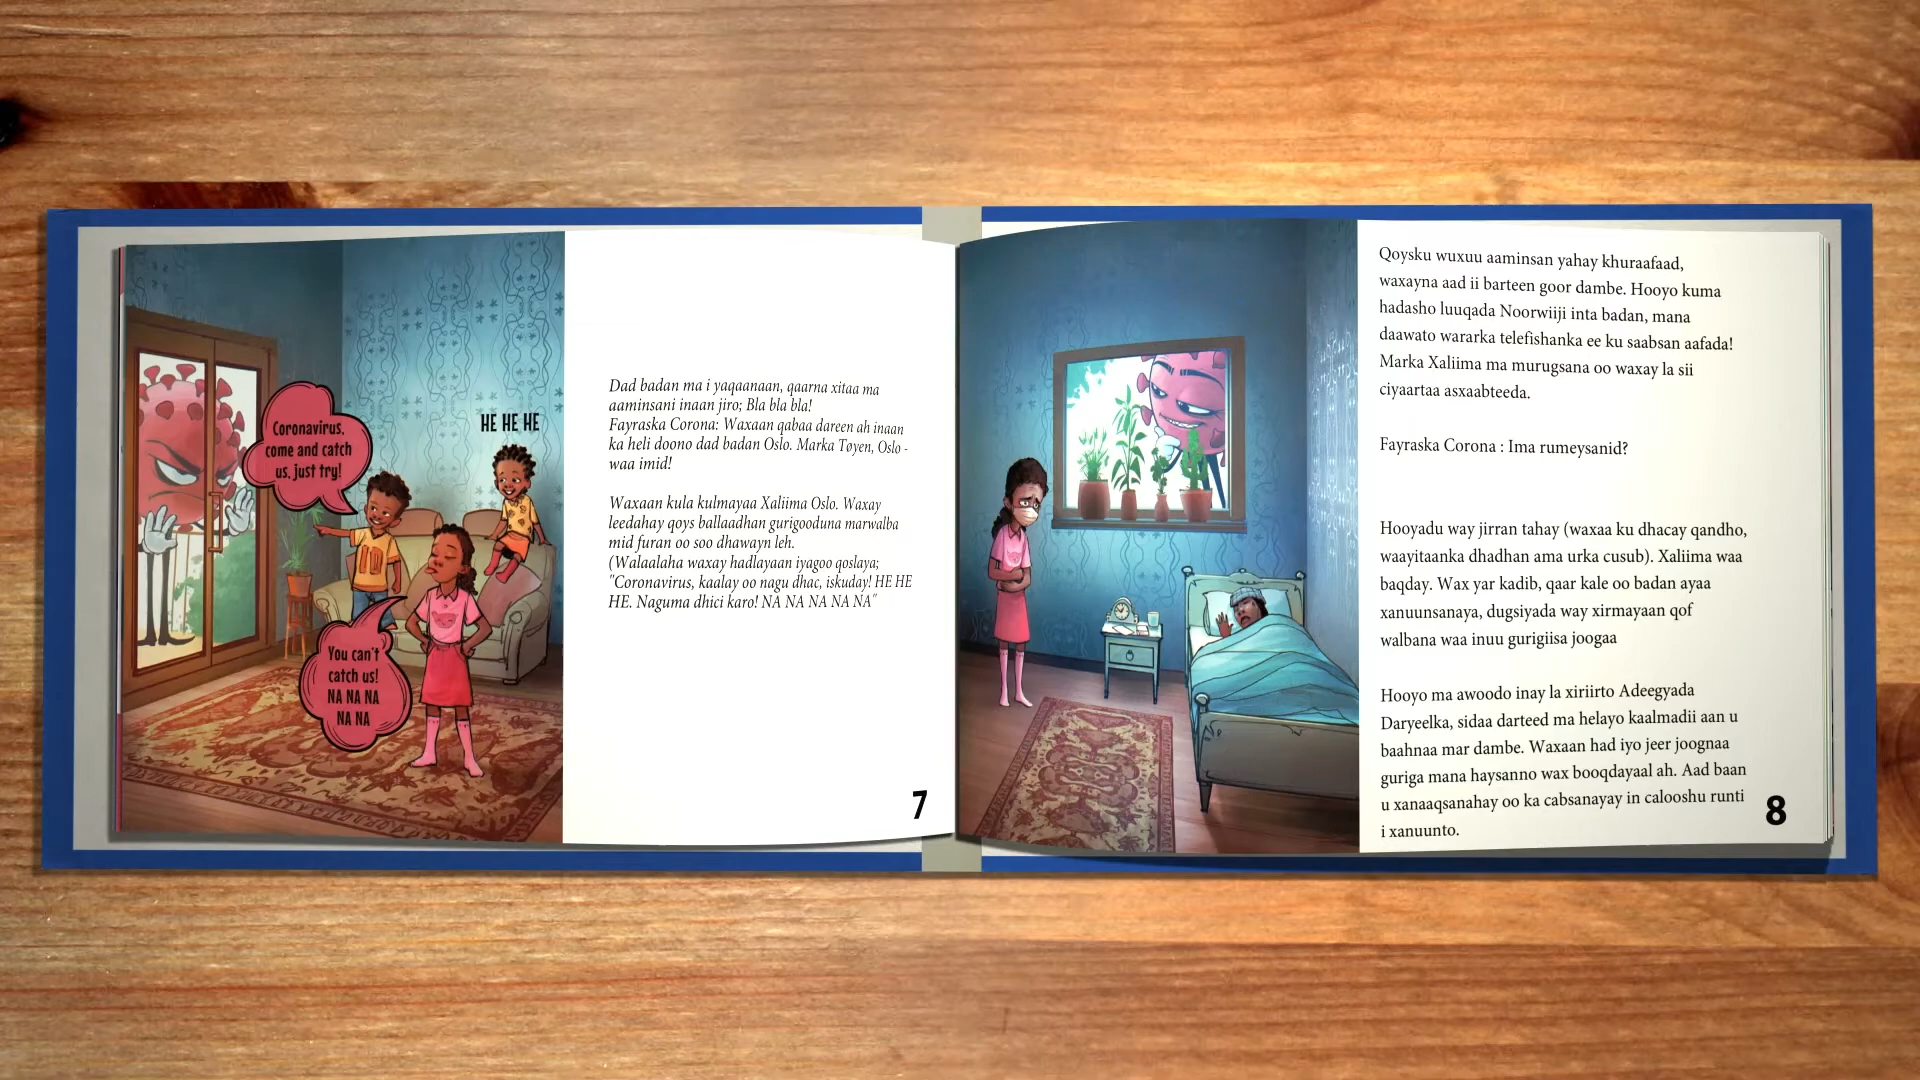 Coronavirus,
come and catch
us, just try!
HE HE HE
You can't
catch us!
NA NA NA
NA NA
Dad badan ma i yaqaanaan, qaarna xitaa ma
aaminsani inaan jiro; Bla bla bla!
Fayraska Corona: Waxaan qabaa dareen ah inaan
ka heli doono dad badan Oslo. Marka Tøyen, Oslo -
waa imid!
Waxaan kula kulmayaa Xaliima Oslo. Waxay
leedahay qoys ballaadhan gurigooduna marwalba
mid furan oo soo dhawayn leh.
(Walaalaha waxay hadlayaan iyagoo qoslaya;
"Coronavirus, kaalay oo nagu dhac, iskuday! HE HE
HE. Naguma dhici karo! NA NA NA NA NA"
7
Qoysku wuxuu aaminsan yahay khuraafaad,
waxayna aad ii barteen goor dambe. Hooyo kuma
hadasho luuqada Noorwiiji inta badan, mana
daawato wararka telefishanka ee ku saabsan aafada!
Marka Xaliima ma murugsana oo waxay la sii
ciyaartaa asxaabteeda.
Fayraska Corona : Ima rumeysanid?
Hooyadu way jirran tahay (waxaa ku dhacay qandho,
waayitaanka dhadhan ama urka cusub). Xaliima waa
baqday. Wax yar kadib, qaar kale oo badan ayaa
xanuunsanaya, dugsiyada way xirmayaan qof
walbana waa inuu gurigiisa joogaa
Hooyo ma awoodo inay la xiriirto Adeegyada
Daryeelka, sidaa darteed ma helayo kaalmadii aan u
baahnaa mar dambe. Waxaan had iyo jeer joognaa
guriga mana haysanno wax booqdayaal ah. Aad baan
u xanaaqsanahay oo ka cabsanayay in calooshu runti
i xanuunto.
8